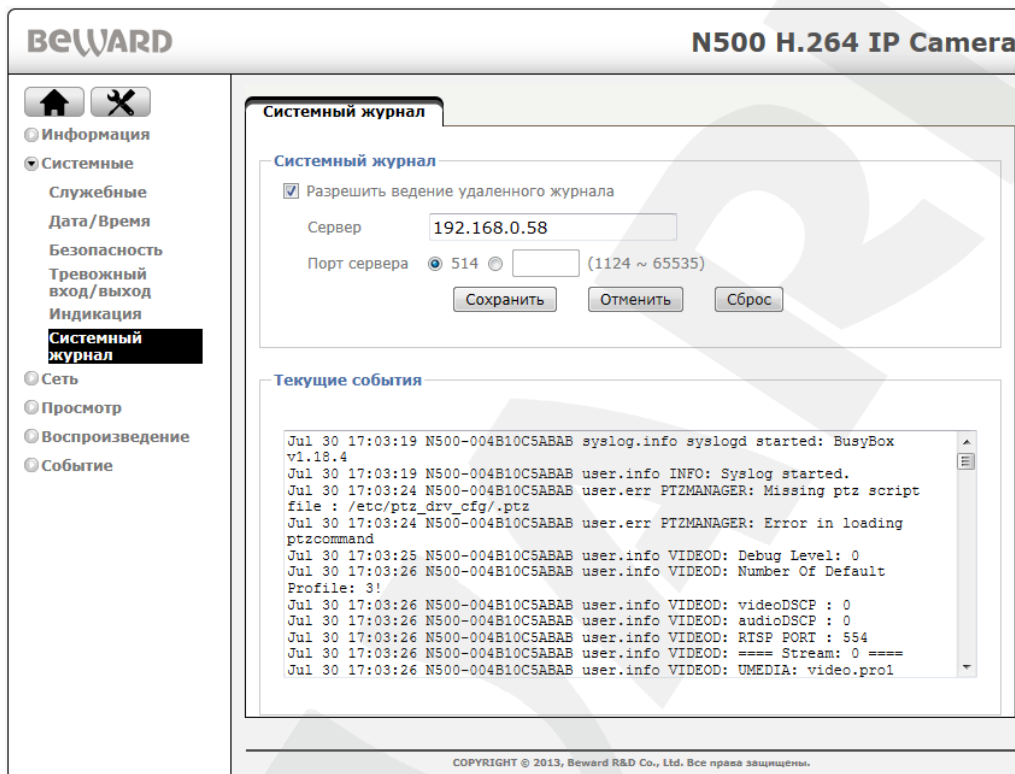 BEWARD
N500 H.264 IP Camera
Информация
Системные
Служебные
Дата/Время
Безопасность
Тревожный
вход/выход
Индикация
Системный
журнал
Сеть
Просмотр
Воспроизведение
Событие
Системный журнал
Системный журнал
Разрешить ведение удаленного журнала
Сервер 192.168.0.58
Порт сервера 514 (1124 ~ 65535)
Сохранить Отменить Сброс
Текущие события
Jul 30 17:03:19 N500-004B10C5ABAB syslog.info syslogd started: BusyBox
v1.18.4
Jul 30 17:03:19 N500-004B10C5ABAB user.info INFO: Syslog started.
Jul 30 17:03:24 N500-004B10C5ABAB user.err PTZMANAGER: Missing ptz script
file : /etc/ptz_drv_cfg/.ptz
Jul 30 17:03:24 N500-004B10C5ABAB user.err PTZMANAGER: Error in loading
ptzcommand
Jul 30 17:03:25 N500-004B10C5ABAB user.info VIDEOD: Debug Level: 0
Jul 30 17:03:26 N500-004B10C5ABAB user.info VIDEOD: Number Of Default
Profile: 3!
Jul 30 17:03:26 N500-004B10C5ABAB user.info VIDEOD: videoDSCP : 0
Jul 30 17:03:26 N500-004B10C5ABAB user.info VIDEOD: audioDSCP : 0
Jul 30 17:03:26 N500-004B10C5ABAB user.info VIDEOD: RTSP PORT : 554
Jul 30 17:03:26 N500-004B10C5ABAB user.info VIDEOD: ==== Stream: 0 ====
Jul 30 17:03:26 N500-004B10C5ABAB user.info VIDEOD: UMEDIA: video.pro1
COPYRIGHT © 2013, Beward R&D Co., Ltd. Все права защищены.